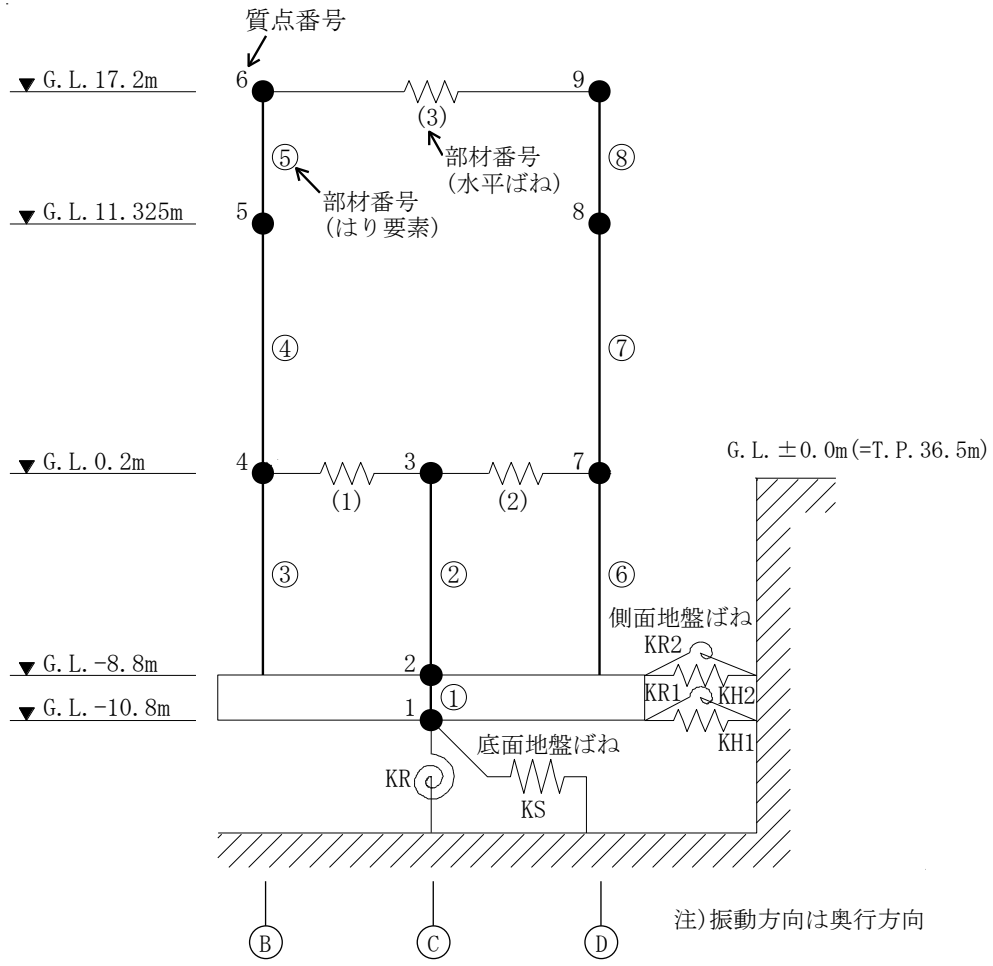 質点番号
G.L.17.2m
6
9
(3)
部材番号
(水平ばね)
⑤
⑧
部材番号
(はり要素)
G.L.11.325m
5
8
④
⑦
G.L.±0.0m(=T.P.36.5m)
G.L.0.2m
4
3
7
(1)
(2)
③
②
⑥
側面地盤ばね
KR2
G.L.-8.8m
2
KR1
KH2
①
G.L.-10.8m
1
KH1
底面地盤ばね
KR
KS
注)振動方向は奥行方向
B
C
D